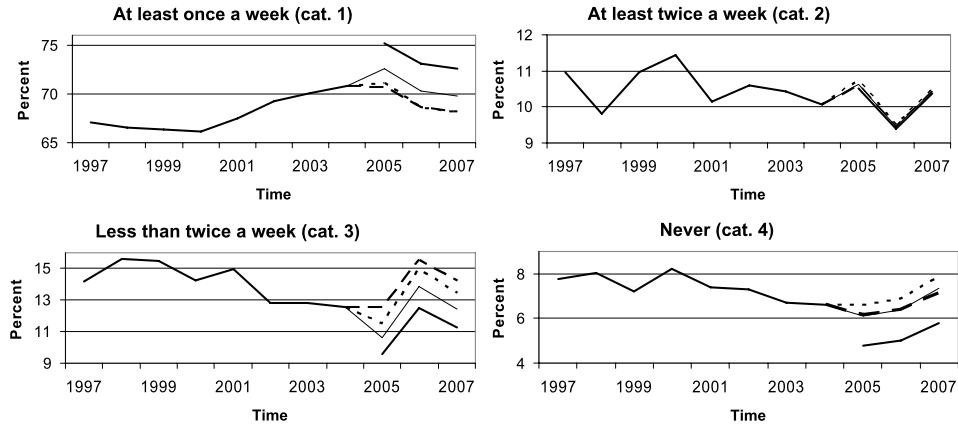 At least once a week (cat. 1)
Percent
75
70
65
1997 1999 2001 2003 2005 2007
Time
At least twice a week (cat. 2)
Percent
12
11
10
9
1997 1999 2001 2003 2005 2007
Time
Less than twice a week (cat. 3)
Percent
15
13
11
9
1997 1999 2001 2003 2005 2007
Time
Never (cat. 4)
Percent
8
6
4
1997 1999 2001 2003 2005 2007
Time